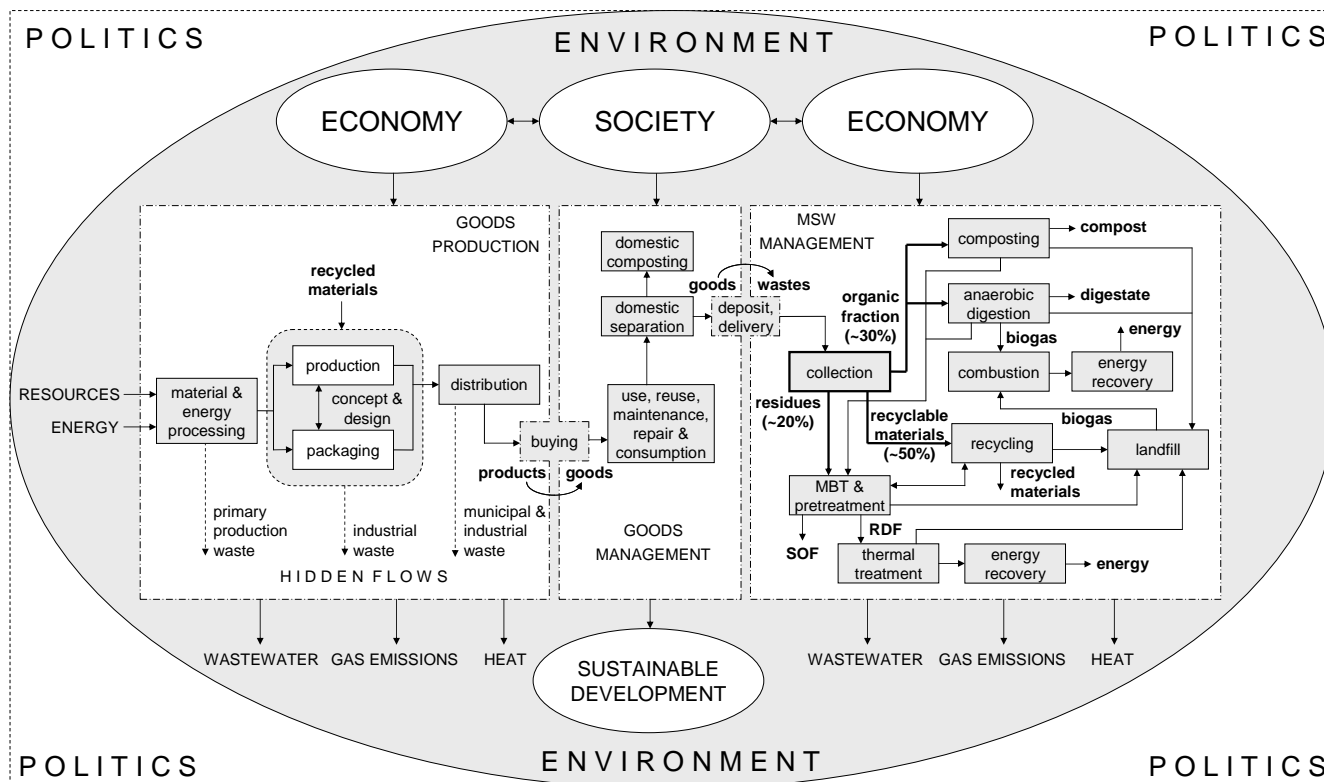 POLITICS
ENVIRONMENT
POLITICS
ECONOMY
SOCIETY
ECONOMY
GOODS
PRODUCTION
recycled
materials
RESOURCES
ENERGY
material &
energy
processing
production
concept &
design
packaging
distribution
buying
products
goods
primary
production
waste
industrial
waste
municipal &
industrial
waste
HIDDEN FLOWS
domestic
composting
domestic
separation
use, reuse,
maintenance,
repair &
consumption
GOODS
MANAGEMENT
goods
wastes
deposit,
delivery
MSW
MANAGEMENT
organic
fraction
(~30%)
collection
residues
(~20%)
recyclable
materials
(~50%)
composting
compost
anaerobic
digestion
digestate
biogas
energy
combustion
energy
recovery
biogas
recycling
recycled
materials
landfill
MBT &
pretreatment
SOF
RDF
thermal
treatment
energy
recovery
energy
WASTEWATER
GAS EMISSIONS
HEAT
SUSTAINABLE
DEVELOPMENT
WASTEWATER
GAS EMISSIONS
HEAT
POLITICS
ENVIRONMENT
POLITICS